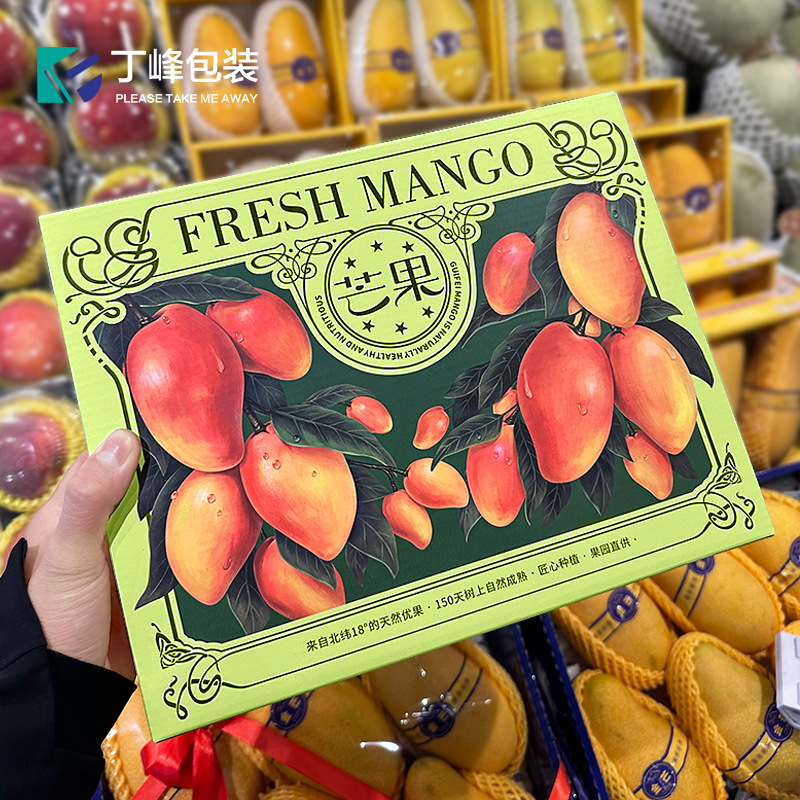 丁峰包装
PLEASE TAKE ME AWAY
FRESH MANGO
芒果
GUIFEI MANGO IS NATURALLY HEALTHY AND NUTRITIOUS
来自北纬18°的天然优果 · 150天树上自然成熟 · 匠心种植 · 果园直供 ·